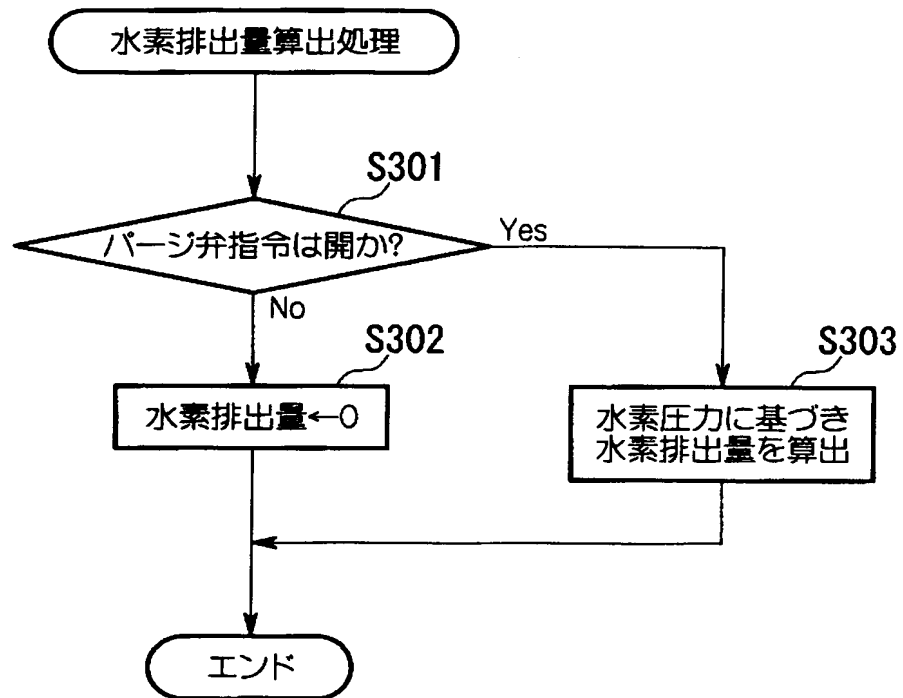 水素排出量算出処理
S301
パージ弁指令は開か?
Yes
No
S302
S303
水素排出量←0
水素圧力に基づき
水素排出量を算出
エンド